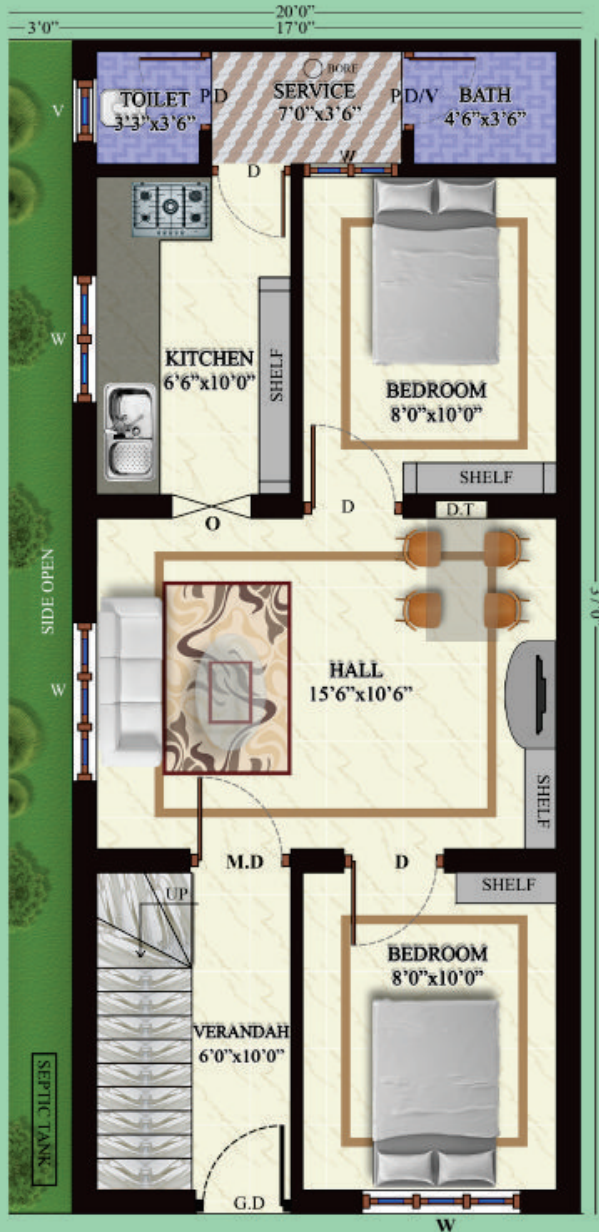 20'0"
3'0"
17'0"
BORE
V
TOILET
3'3"x3'6"
P.D
SERVICE
7'0"x3'6"
P.D/V
BATH
4'6"x3'6"
D
W
W
KITCHEN
6'6"x10'0"
SHELF
BEDROOM
8'0"x10'0"
SHELF
O
D
D.T
SIDE OPEN
W
HALL
15'6"x10'6"
SHELF
M.D
D
UP
SHELF
BEDROOM
8'0"x10'0"
VERANDAH
6'0"x10'0"
SEPTIC TANK
G.D
W